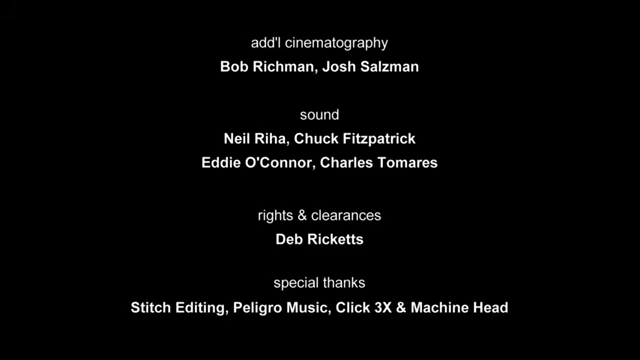 add'l cinematography
Bob Richman, Josh Salzman
sound
Neil Riha, Chuck Fitzpatrick
Eddie O'Connor, Charles Tomares
rights & clearances
Deb Ricketts
special thanks
Stitch Editing, Peligro Music, Click 3X & Machine Head